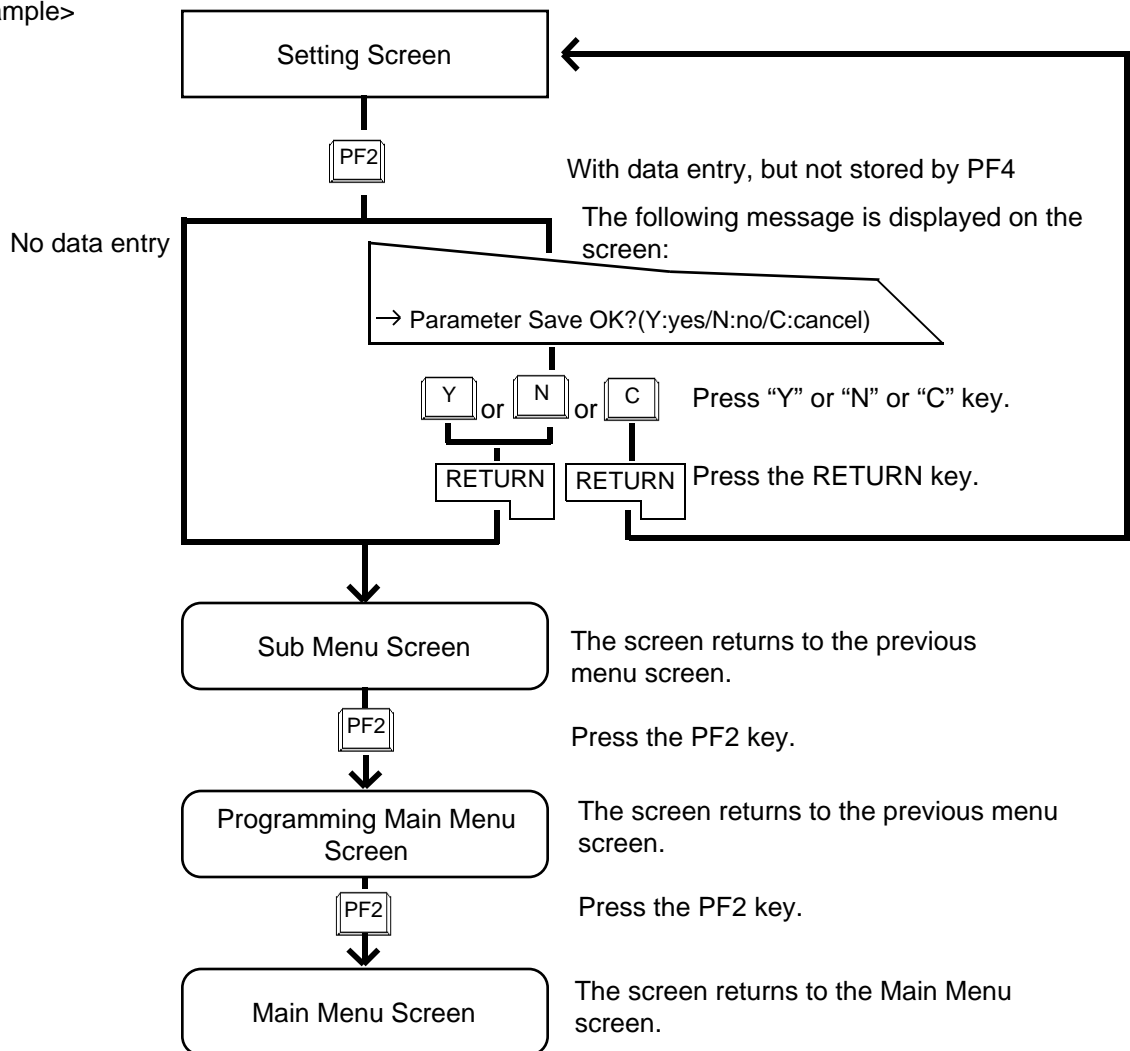 ample>
Setting Screen
PF2
With data entry, but not stored by PF4
No data entry
The following message is displayed on the
screen:
→ Parameter Save OK?(Y:yes/N:no/C:cancel)
Y or N or C
Press “Y” or “N” or “C” key.
RETURN
RETURN
Press the RETURN key.
Sub Menu Screen
The screen returns to the previous
menu screen.
PF2
Press the PF2 key.
Programming Main Menu
Screen
The screen returns to the previous menu
screen.
PF2
Press the PF2 key.
Main Menu Screen
The screen returns to the Main Menu
screen.